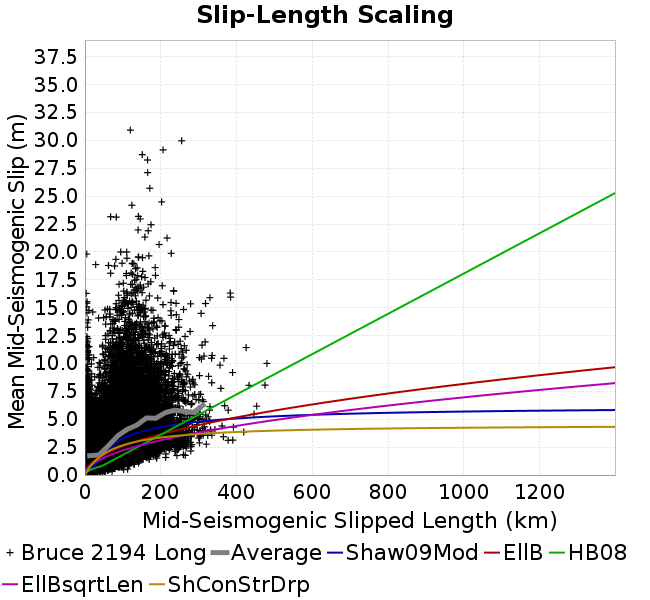 Slip-Length Scaling
Mean Mid-Seismogenic Slip (m)
37.5
35.0
32.5
30.0
27.5
25.0
22.5
20.0
17.5
15.0
12.5
10.0
7.5
5.0
2.5
0.0
0 200 400 600 800 1000 1200
Mid-Seismogenic Slipped Length (km)
Bruce 2194 Long Average Shaw09Mod EllB HB08
EllBsqrtLen ShConStrDrp